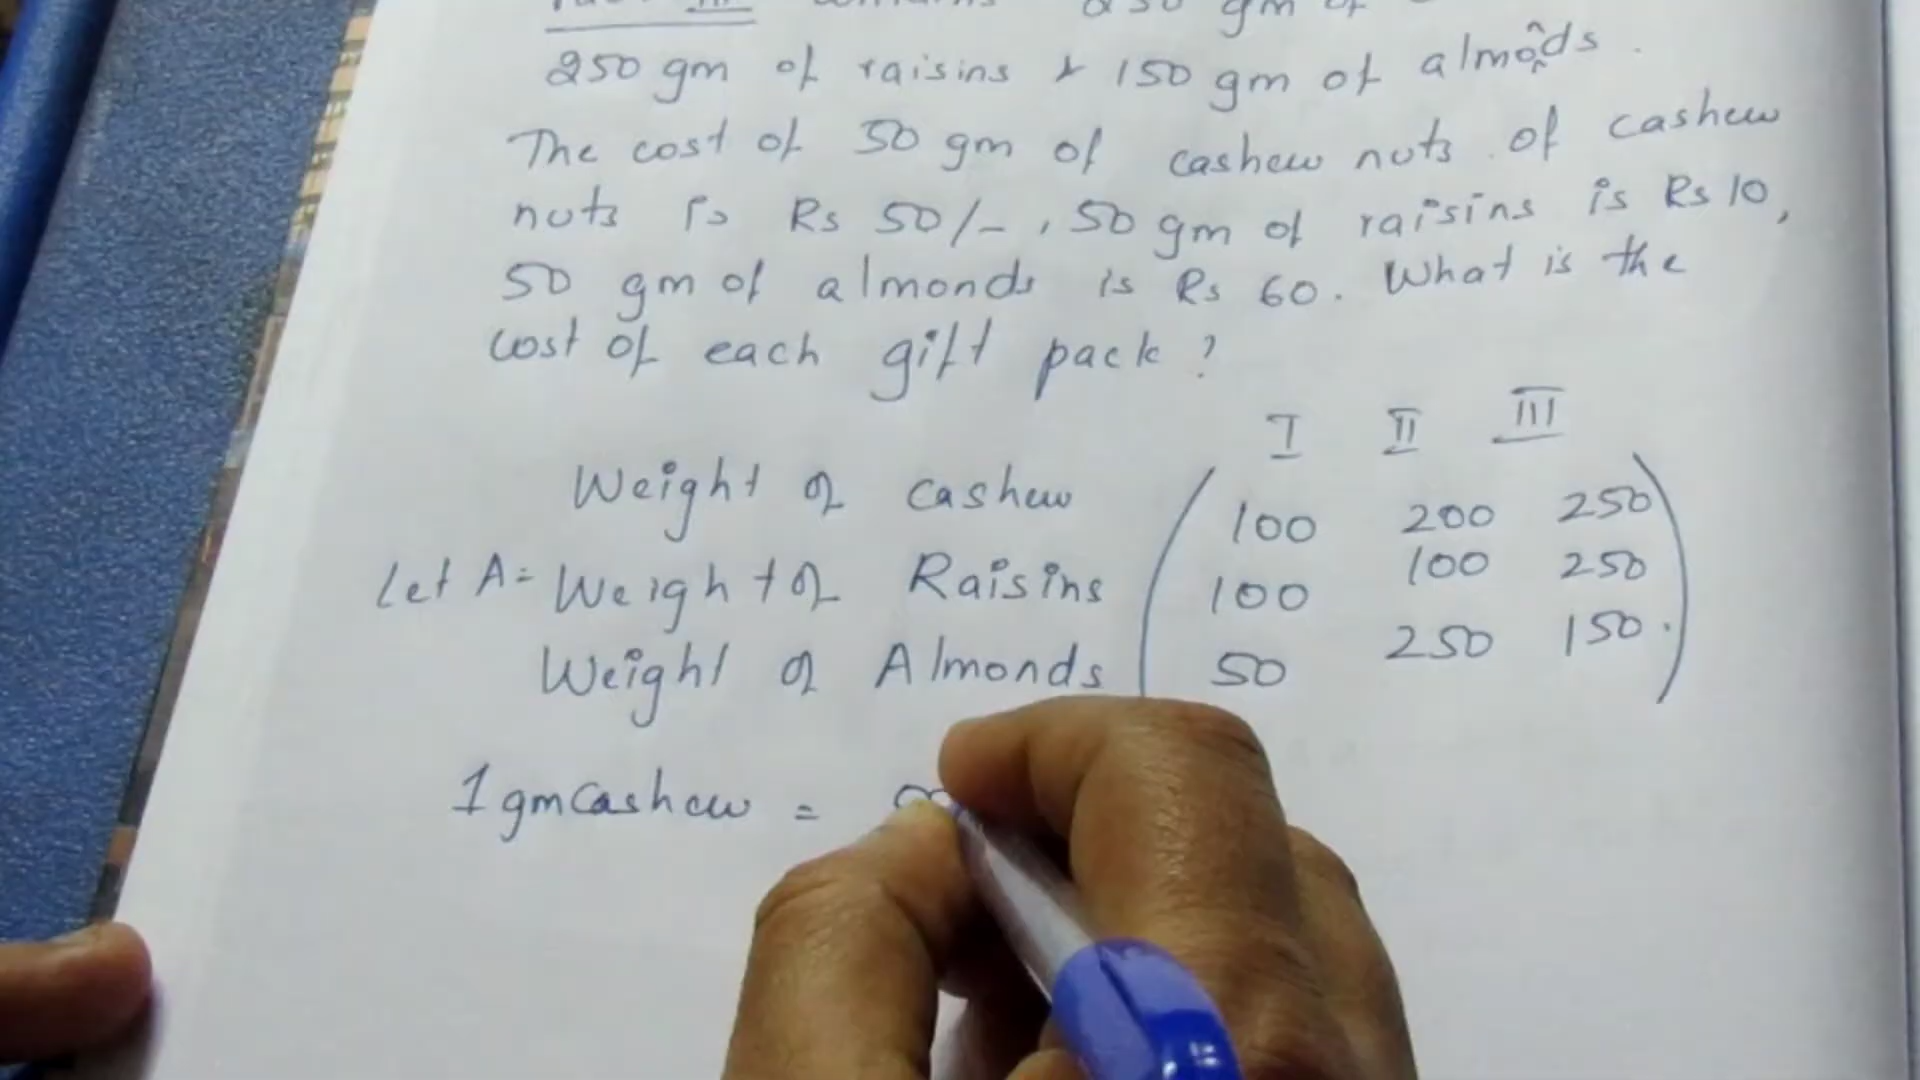 250 gm of
250 gm of raisins & 150 gm of almonds.
The cost of 50 gm of cashew nuts of cashew
nuts is Rs 50/-, 50 gm of raisins is Rs 10,
50 gm of almonds is Rs 60. What is the
cost of each gift pack?
I II III
Weight of cashew 100 200 250
Let A = Weight of Raisins 100 100 250
Weight of Almonds 50 250 150.
1 gm cashew =